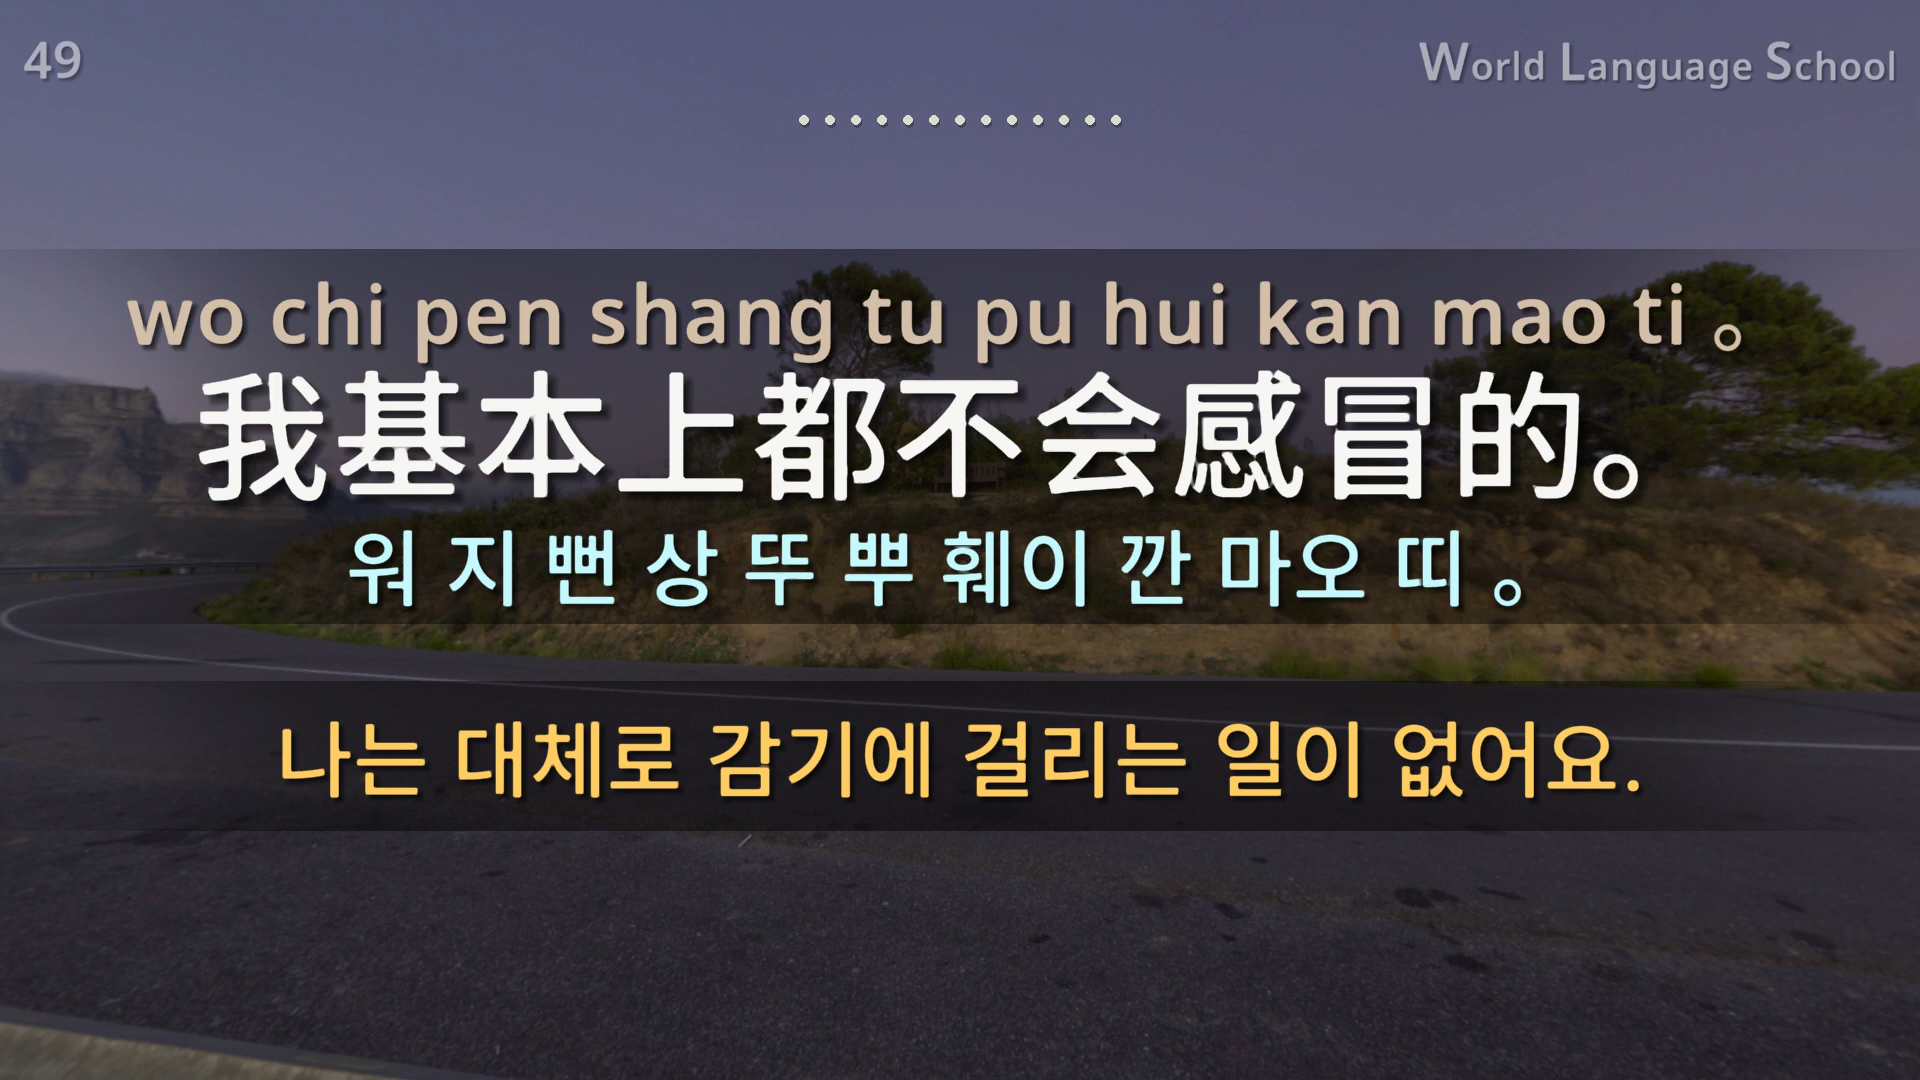 49
World Language School
wo chi pen shang tu pu hui kan mao ti 。
我基本上都不会感冒的。
워 지 뻔 상 뚜 뿌 훼이 깐 마오 띠 。
나는 대체로 감기에 걸리는 일이 없어요.